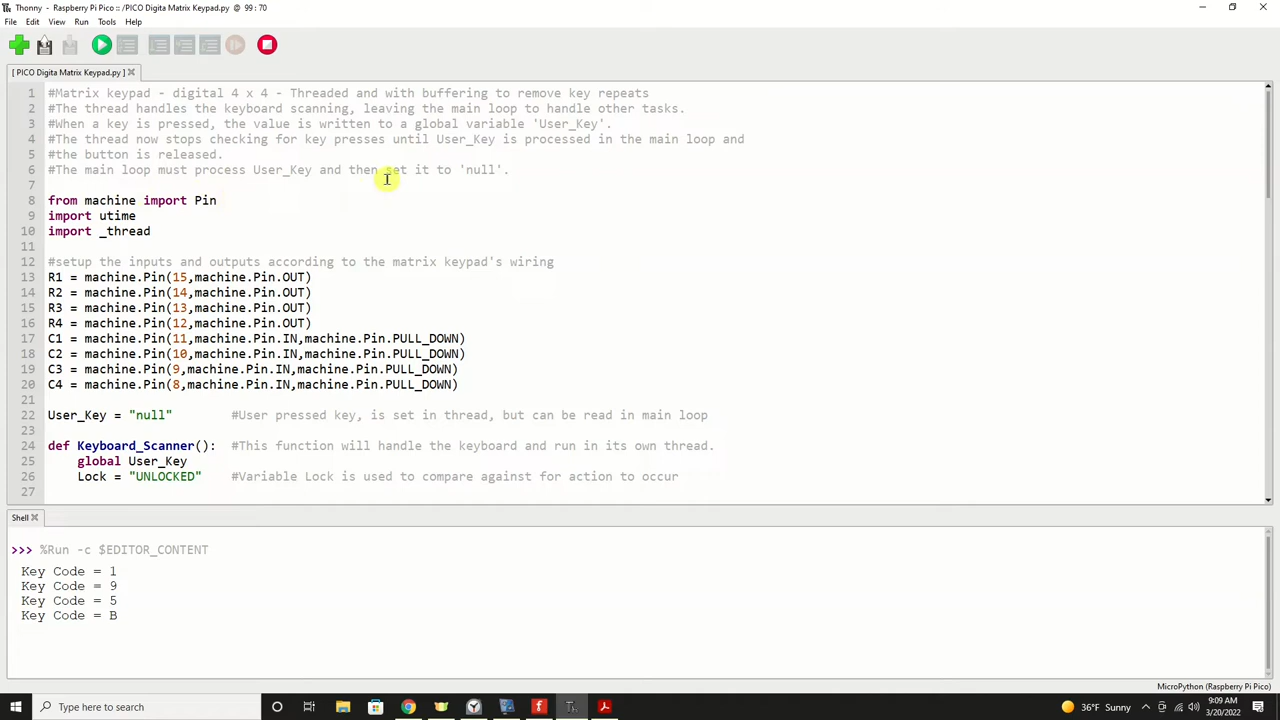 Thonny - Raspberry Pi Pico :: /PICO Digita Matrix Keypad.py @ 99 : 70
File Edit View Run Tools Help
[ PICO Digita Matrix Keypad.py ]
1 #Matrix keypad - digital 4 x 4 - Threaded and with buffering to remove key repeats
2 #The thread handles the keyboard scanning, leaving the main loop to handle other tasks.
3 #When a key is pressed, the value is written to a global variable 'User_Key'.
4 #The thread now stops checking for key presses until User_Key is processed in the main loop and
5 #the button is released.
6 #The main loop must process User_Key and then set it to 'null'.
7
8 from machine import Pin
9 import utime
10 import _thread
11
12 #setup the inputs and outputs according to the matrix keypad's wiring
13 R1 = machine.Pin(15,machine.Pin.OUT)
14 R2 = machine.Pin(14,machine.Pin.OUT)
15 R3 = machine.Pin(13,machine.Pin.OUT)
16 R4 = machine.Pin(12,machine.Pin.OUT)
17 C1 = machine.Pin(11,machine.Pin.IN,machine.Pin.PULL_DOWN)
18 C2 = machine.Pin(10,machine.Pin.IN,machine.Pin.PULL_DOWN)
19 C3 = machine.Pin(9,machine.Pin.IN,machine.Pin.PULL_DOWN)
20 C4 = machine.Pin(8,machine.Pin.IN,machine.Pin.PULL_DOWN)
21
22 User_Key = "null" #User pressed key, is set in thread, but can be read in main loop
23
24 def Keyboard_Scanner(): #This function will handle the keyboard and run in its own thread.
25 global User_Key
26 Lock = "UNLOCKED" #Variable Lock is used to compare against for action to occur
27
Shell
>>> %Run -c $EDITOR_CONTENT
Key Code = 1
Key Code = 9
Key Code = 5
Key Code = B
MicroPython (Raspberry Pi Pico)
Type here to search
36°F Sunny
9:09 AM
3/20/2022